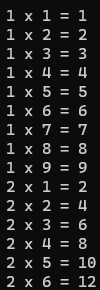 1 x 1 = 1
1 x 2 = 2
1 x 3 = 3
1 x 4 = 4
1 x 5 = 5
1 x 6 = 6
1 x 7 = 7
1 x 8 = 8
1 x 9 = 9
2 x 1 = 2
2 x 2 = 4
2 x 3 = 6
2 x 4 = 8
2 x 5 = 10
2 x 6 = 12